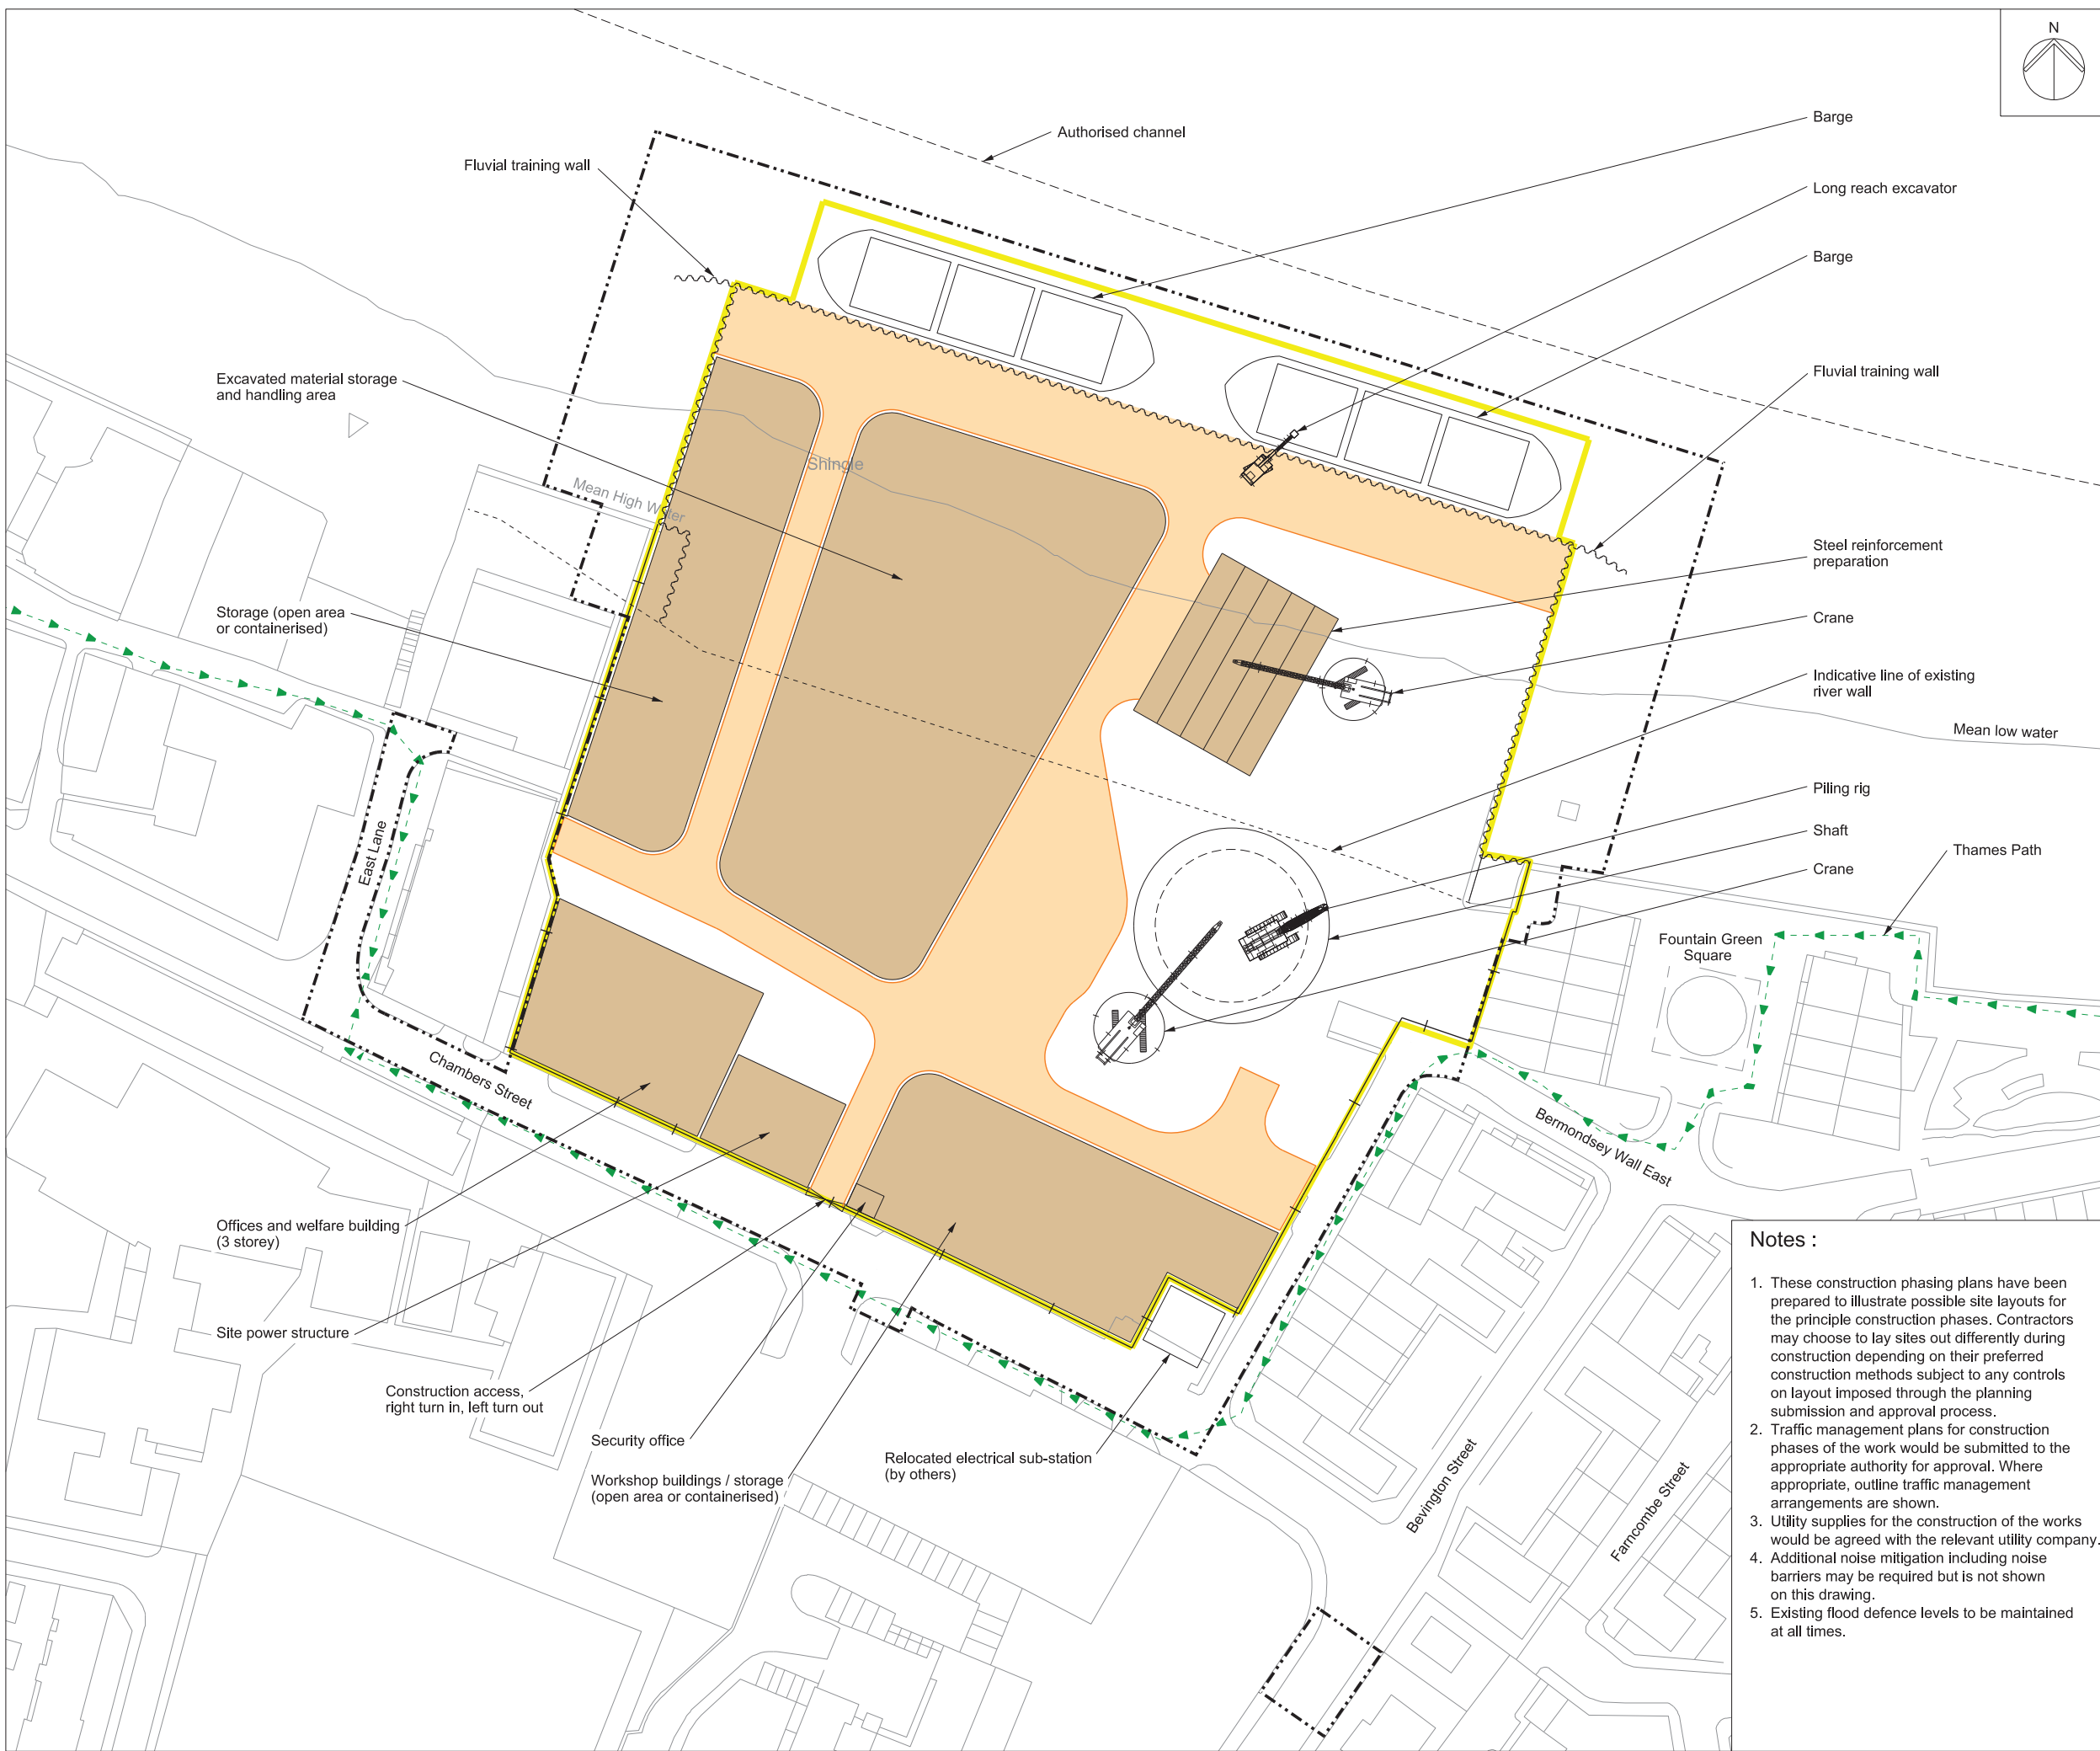 N
Barge
Authorised channel
Fluvial training wall
Long reach excavator
Barge
Fluvial training wall
Excavated material storage
and handling area
Shingle
Mean High Water
Steel reinforcement
preparation
Storage (open area
or containerised)
Crane
Indicative line of existing
river wall
Mean low water
Piling rig
Shaft
Thames Path
Crane
East Lane
Fountain Green
Square
Chambers Street
Bermondsey Wall East
Offices and welfare building
(3 storey)
Site power structure
Construction access,
right turn in, left turn out
Security office
Workshop buildings / storage
(open area or containerised)
Relocated electrical sub-station
(by others)
Bevington Street
Farncombe Street
Notes :
1. These construction phasing plans have been
prepared to illustrate possible site layouts for
the principle construction phases. Contractors
may choose to lay sites out differently during
construction depending on their preferred
construction methods subject to any controls
on layout imposed through the planning
submission and approval process.
2. Traffic management plans for construction
phases of the work would be submitted to the
appropriate authority for approval. Where
appropriate, outline traffic management
arrangements are shown.
3. Utility supplies for the construction of the works
would be agreed with the relevant utility company.
4. Additional noise mitigation including noise
barriers may be required but is not shown
on this drawing.
5. Existing flood defence levels to be maintained
at all times.